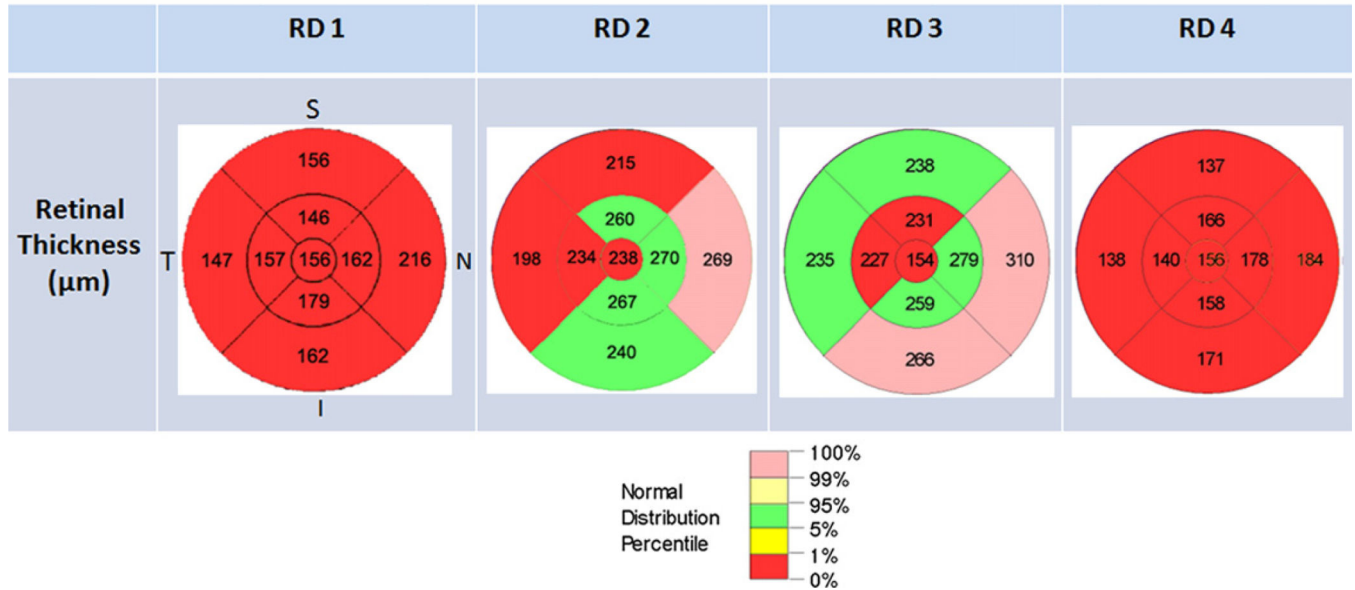 RD 1 RD 2 RD 3 RD 4
Retinal
Thickness
(µm)
S
156
146
T 147 157 156 162 216 N
179
162
I
215
260
198 234 238 270 269
267
240
238
231
235 227 154 279 310
259
266
137
166
138 140 156 178 184
158
171
Normal
Distribution
Percentile
100%
99%
95%
5%
1%
0%